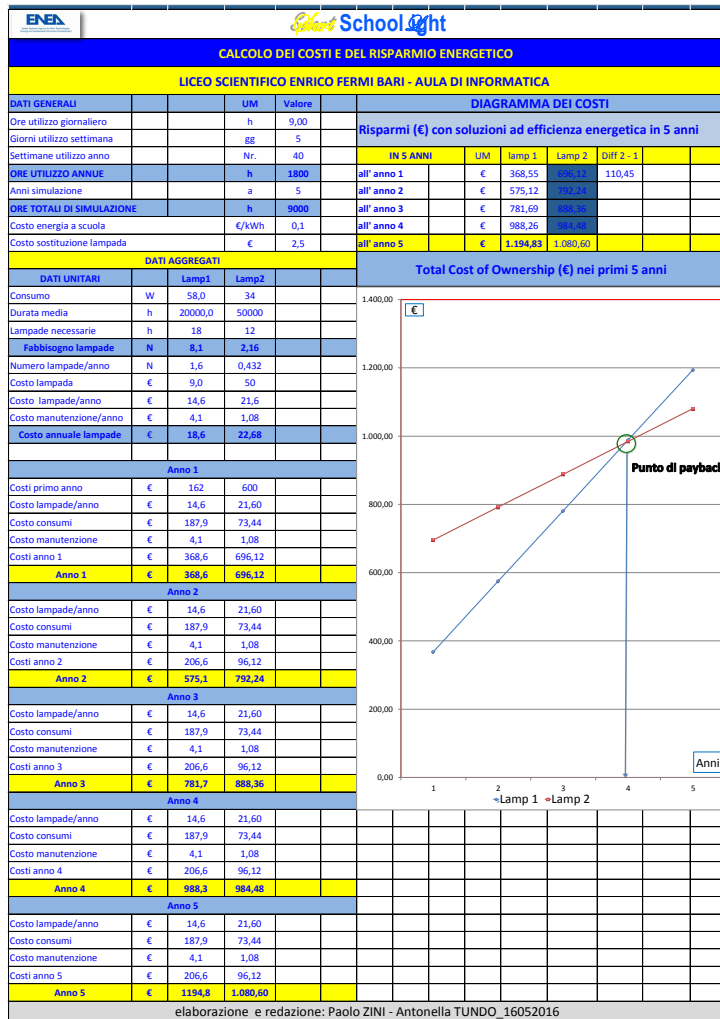 ENEA
Smart School Light
CALCOLO DEI COSTI E DEL RISPARMIO ENERGETICO
LICEO SCIENTIFICO ENRICO FERMI BARI - AULA DI INFORMATICA
DATI GENERALI UM Valore
Ore utilizzo giornaliero h 9,00
Giorni utilizzo settimana gg 5
Settimane utilizzo anno Nr. 40
ORE UTILIZZO ANNUE h 1800
Anni simulazione a 5
ORE TOTALI DI SIMULAZIONE h 9000
Costo energia a scuola €/kWh 0,1
Costo sostituzione lampada € 2,5
DATI AGGREGATI
DATI UNITARI Lamp1 Lamp2
Consumo W 58,0 34
Durata media h 20000,0 50000
Lampade necessarie h 18 12
Fabbisogno lampade N 8,1 2,16
Numero lampade/anno N 1,6 0,432
Costo lampada € 9,0 50
Costo lampade/anno € 14,6 21,6
Costo manutenzione/anno € 4,1 1,08
Costo annuale lampade € 18,6 22,68
Anno 1
Costi primo anno € 162 600
Costo lampade/anno € 14,6 21,60
Costo consumi € 187,9 73,44
Costo manutenzione € 4,1 1,08
Costi anno 1 € 368,6 696,12
Anno 1 € 368,6 696,12
Anno 2
Costo lampade/anno € 14,6 21,60
Costo consumi € 187,9 73,44
Costo manutenzione € 4,1 1,08
Costi anno 2 € 206,6 96,12
Anno 2 € 575,1 792,24
Anno 3
Costo lampade/anno € 14,6 21,60
Costo consumi € 187,9 73,44
Costo manutenzione € 4,1 1,08
Costi anno 3 € 206,6 96,12
Anno 3 € 781,7 888,36
Anno 4
Costo lampade/anno € 14,6 21,60
Costo consumi € 187,9 73,44
Costo manutenzione € 4,1 1,08
Costi anno 4 € 206,6 96,12
Anno 4 € 988,3 984,48
Anno 5
Costo lampade/anno € 14,6 21,60
Costo consumi € 187,9 73,44
Costo manutenzione € 4,1 1,08
Costi anno 5 € 206,6 96,12
Anno 5 € 1194,8 1.080,60
DIAGRAMMA DEI COSTI
Risparmi (€) con soluzioni ad efficienza energetica in 5 anni
IN 5 ANNI UM lamp 1 Lamp 2 Diff 2 - 1
all' anno 1 € 368,55 696,12 110,45
all' anno 2 € 575,12 792,24
all' anno 3 € 781,69 888,36
all' anno 4 € 988,26 984,48
all' anno 5 € 1.194,83 1.080,60
Total Cost of Ownership (€) nei primi 5 anni
€
1.400,00
1.200,00
1.000,00
800,00
600,00
400,00
200,00
0,00
Punto di payback
Anni
1 2 3 4 5
Lamp 1 Lamp 2
elaborazione e redazione: Paolo ZINI - Antonella TUNDO_16052016